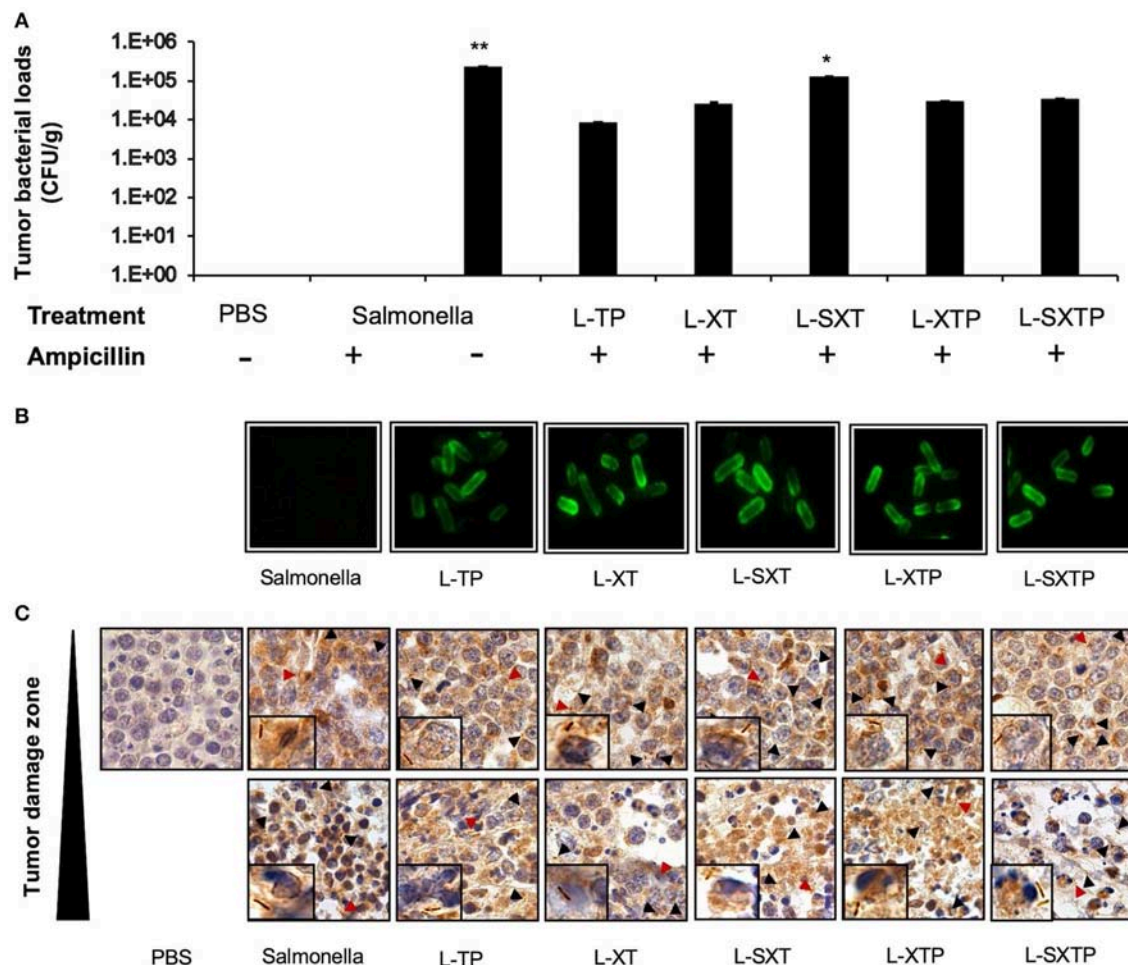 A
Tumor bacterial loads
(CFU/g)
1.E+06
1.E+05
1.E+04
1.E+03
1.E+02
1.E+01
1.E+00
** *
Treatment PBS Salmonella L-TP L-XT L-SXT L-XTP L-SXTP
Ampicillin - + - + + + + +
B
Salmonella L-TP L-XT L-SXT L-XTP L-SXTP
C
Tumor damage zone
PBS Salmonella L-TP L-XT L-SXT L-XTP L-SXTP